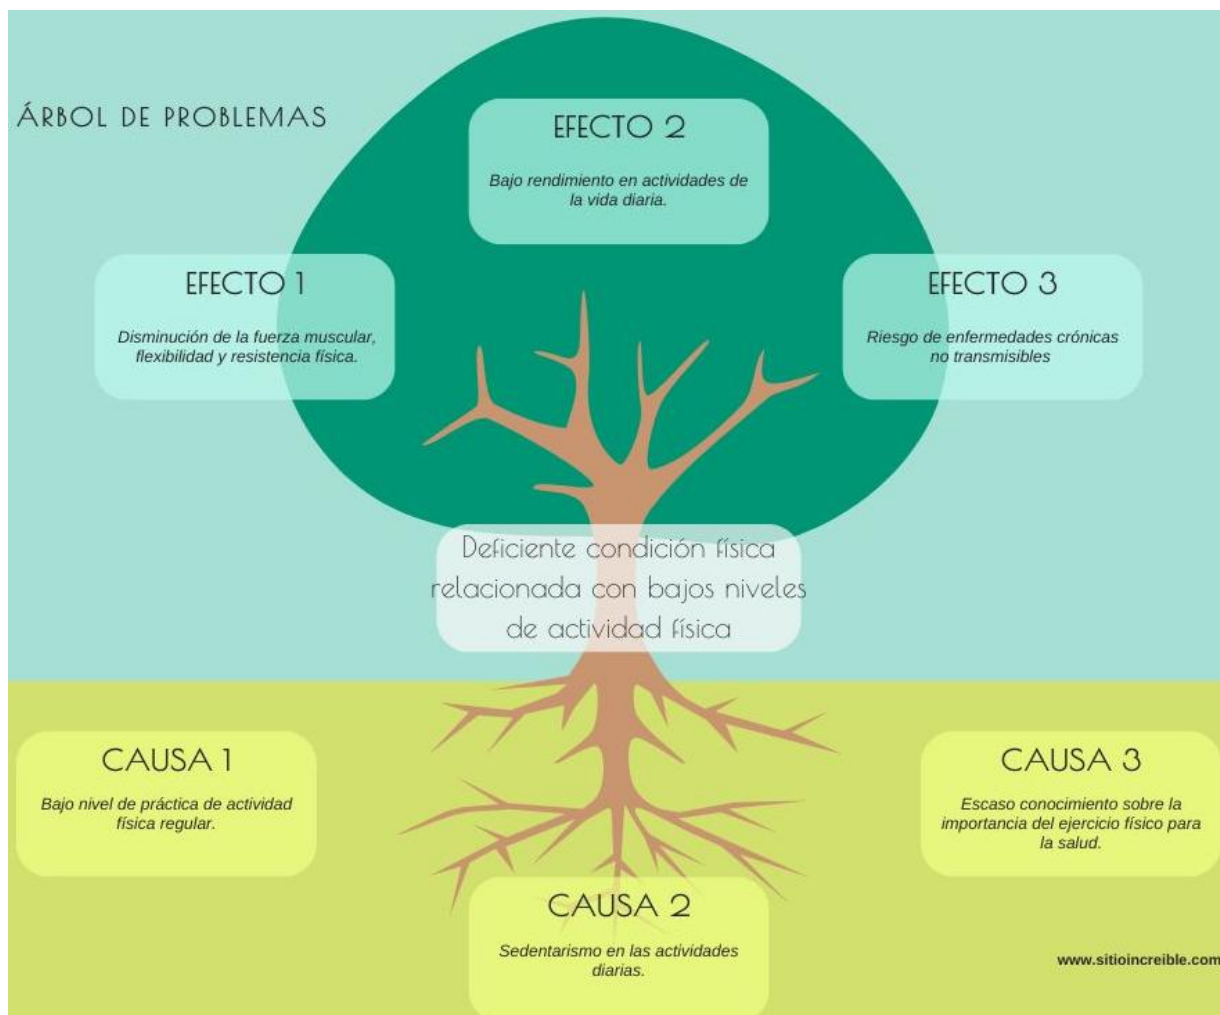 ÁRBOL DE PROBLEMAS
EFECTO 2
Bajo rendimiento en actividades de
la vida diaria.
EFECTO 1
Disminución de la fuerza muscular,
flexibilidad y resistencia física.
EFECTO 3
Riesgo de enfermedades crónicas
no transmisibles
Deficiente condición física
relacionada con bajos niveles
de actividad física
CAUSA 1
Bajo nivel de práctica de actividad
física regular.
CAUSA 3
Escaso conocimiento sobre la
importancia del ejercicio físico para
la salud.
CAUSA 2
Sedentarismo en las actividades
diarias.
www.sitioincreible.com